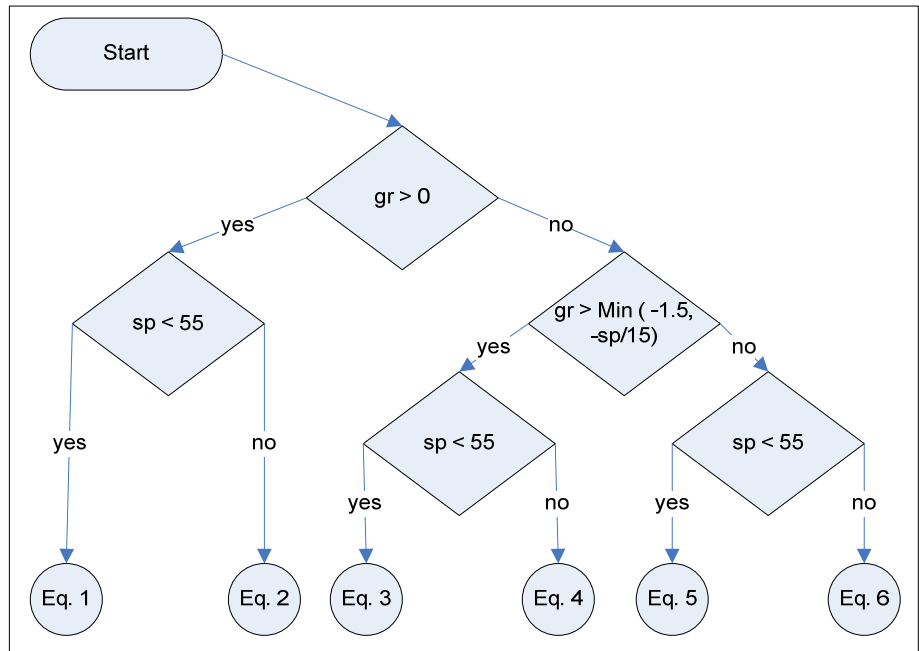 Start
gr > 0
yes
no
sp < 55
gr > Min ( -1.5,
-sp/15)
yes
no
sp < 55
sp < 55
yes
no
yes
no
yes
no
Eq. 1
Eq. 2
Eq. 3
Eq. 4
Eq. 5
Eq. 6